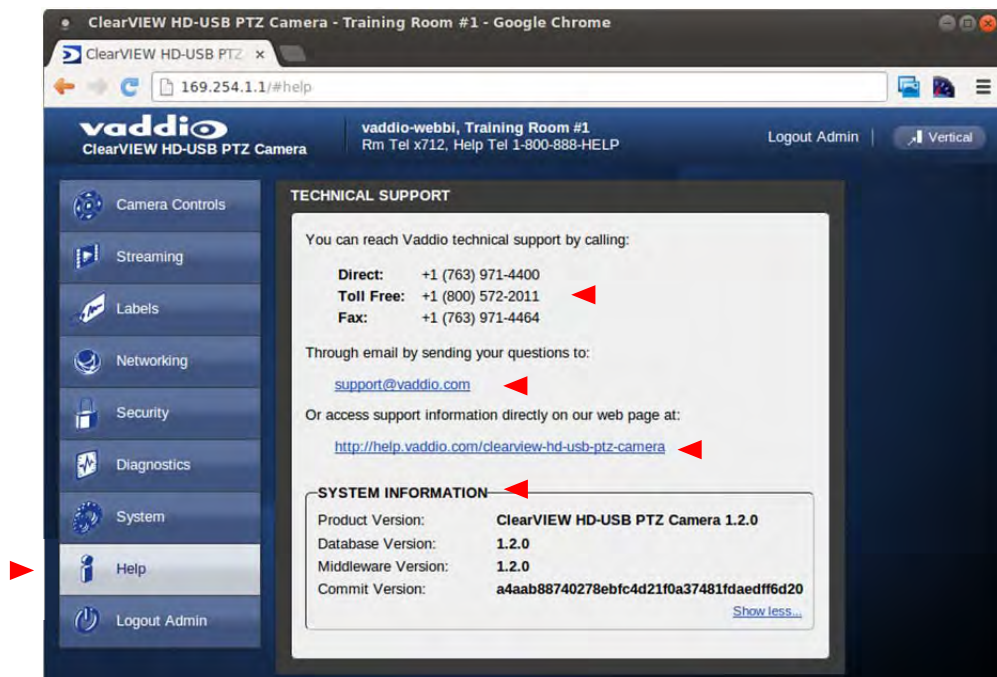 ClearVIEW HD-USB PTZ Camera - Training Room #1 - Google Chrome
ClearVIEW HD-USB PTZ ×
169.254.1.1/#help
vaddio
ClearVIEW HD-USB PTZ Camera
vaddio-webbi, Training Room #1
Rm Tel x712, Help Tel 1-800-888-HELP
Logout Admin
Vertical
Camera Controls
Streaming
Labels
Networking
Security
Diagnostics
System
Help
Logout Admin
TECHNICAL SUPPORT
You can reach Vaddio technical support by calling:
Direct: +1 (763) 971-4400
Toll Free: +1 (800) 572-2011
Fax: +1 (763) 971-4464
Through email by sending your questions to:
support@vaddio.com
Or access support information directly on our web page at:
http://help.vaddio.com/clearview-hd-usb-ptz-camera
SYSTEM INFORMATION
Product Version: ClearVIEW HD-USB PTZ Camera 1.2.0
Database Version: 1.2.0
Middleware Version: 1.2.0
Commit Version: a4aab88740278ebfc4d21f0a37481fdaedff6d20
Show less...